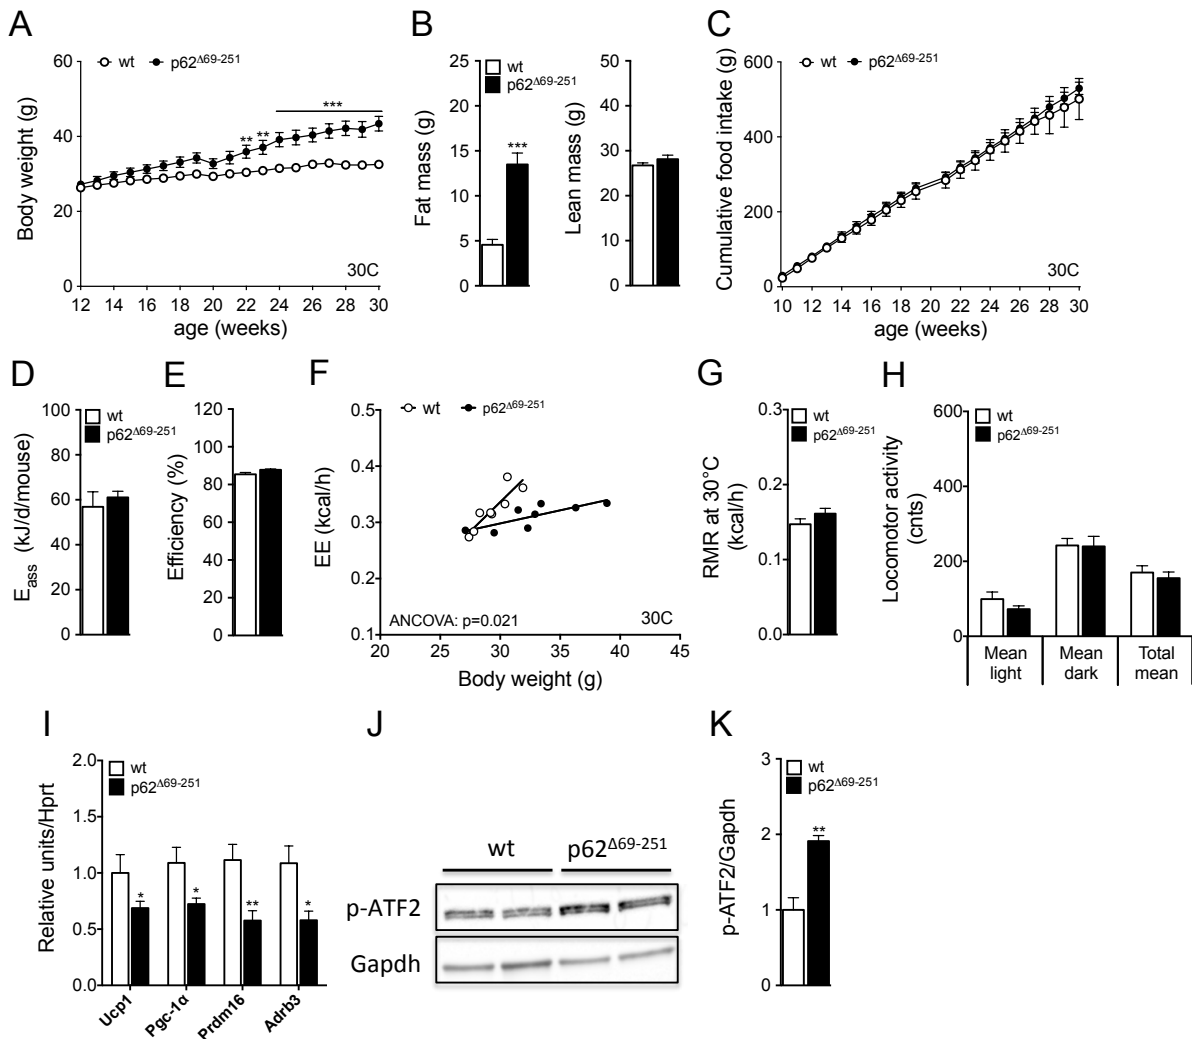 A
wt p62Δ69-251
Body weight (g)
60
40
20
0
** ** ***
30C
12 14 16 18 20 22 24 26 28 30
age (weeks)
B
wt
p62Δ69-251
Fat mass (g)
25
20
15
10
5
0
***
Lean mass (g)
50
40
30
20
10
0
C
wt p62Δ69-251
Cumulative food intake (g)
600
400
200
0
30C
10 12 14 16 18 20 22 24 26 28 30
age (weeks)
D
wt
p62Δ69-251
Eass (kJ/d/mouse)
100
80
60
40
20
0
E
Efficiency (%)
120
100
80
60
40
20
0
F
wt p62Δ69-251
EE (kcal/h)
0.5
0.4
0.3
0.2
0.1
ANCOVA: p=0.021
30C
20 25 30 35 40 45
Body weight (g)
G
wt
p62Δ69-251
RMR at 30°C
(kcal/h)
0.3
0.2
0.1
0.0
H
wt
p62Δ69-251
Locomotor activity
(cnts)
600
400
200
0
Mean light
Mean dark
Total mean
I
wt
p62Δ69-251
Relative units/Hprt
2.0
1.5
1.0
0.5
0.0
* * ** *
Ucp1 Pgc-1α Prdm16 Adrb3
J
wt p62Δ69-251
p-ATF2
Gapdh
K
wt
p62Δ69-251
p-ATF2/Gapdh
3
2
1
0
**